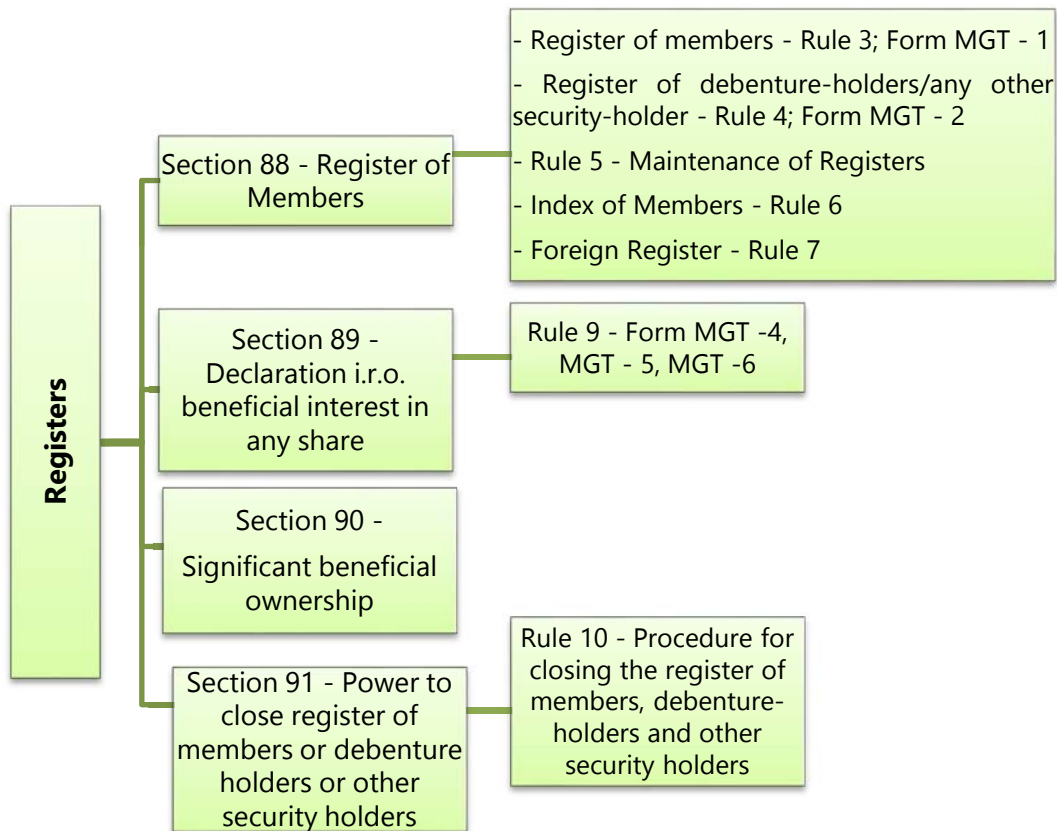 Registers
Section 88 - Register of
Members
- Register of members - Rule 3; Form MGT - 1
- Register of debenture-holders/any other
security-holder - Rule 4; Form MGT - 2
- Rule 5 - Maintenance of Registers
- Index of Members - Rule 6
- Foreign Register - Rule 7
Section 89 -
Declaration i.r.o.
beneficial interest in
any share
Rule 9 - Form MGT -4,
MGT - 5, MGT -6
Section 90 -
Significant beneficial
ownership
Section 91 - Power to
close register of
members or debenture
holders or other
security holders
Rule 10 - Procedure for
closing the register of
members, debenture-
holders and other
security holders